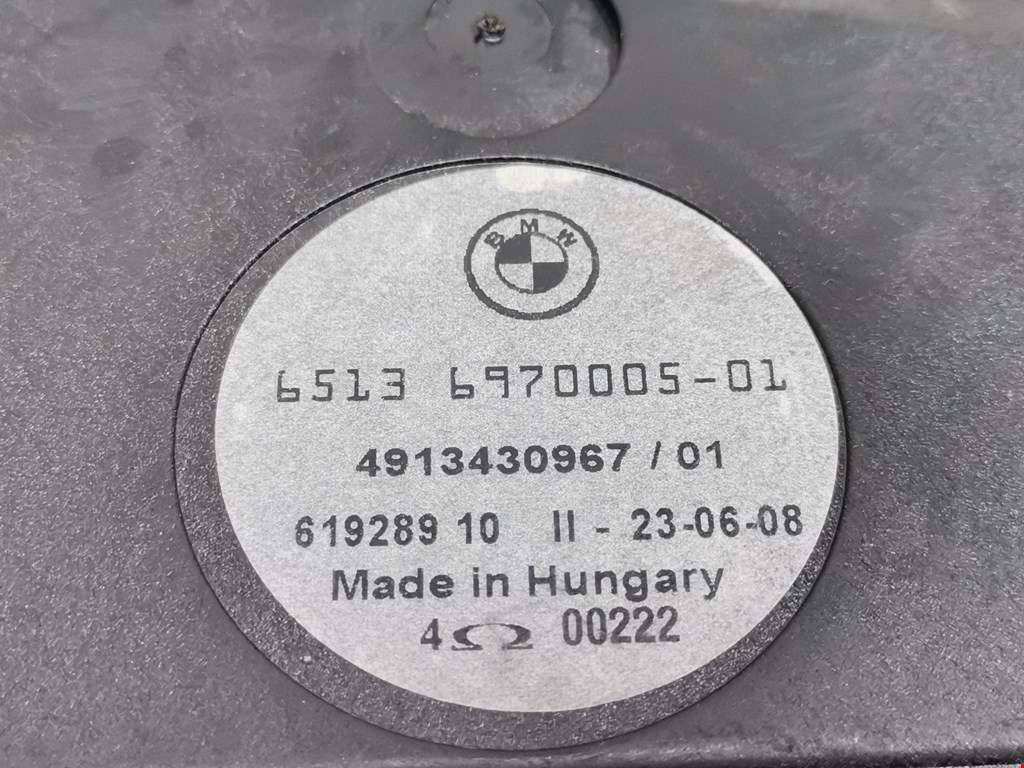 BMW
6513 6970005-01
4913430967 / 01
619289 10 II - 23-06-08
Made in Hungary
4Ω 00222